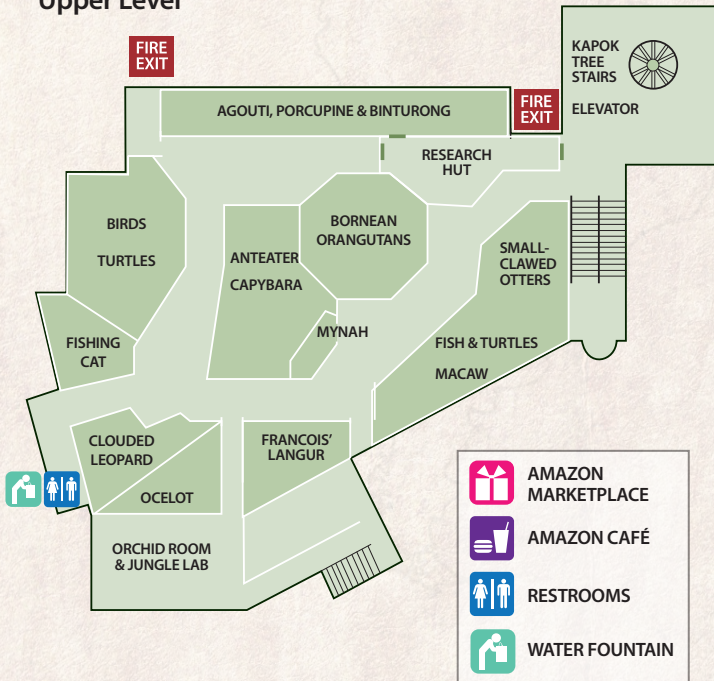 Upper Level
FIRE
EXIT
KAPOK
TREE
STAIRS
ELEVATOR
FIRE
EXIT
AGOUTI, PORCUPINE & BINTURONG
RESEARCH
HUT
BIRDS
TURTLES
BORNEAN
ORANGUTANS
ANTEATER
CAPYBARA
SMALL-
CLAWED
OTTERS
MYNAH
FISHING
CAT
FISH & TURTLES
MACAW
CLOUDED
LEOPARD
OCELOT
FRANCOIS’
LANGUR
ORCHID ROOM
& JUNGLE LAB
AMAZON
MARKETPLACE
AMAZON CAFÉ
RESTROOMS
WATER FOUNTAIN